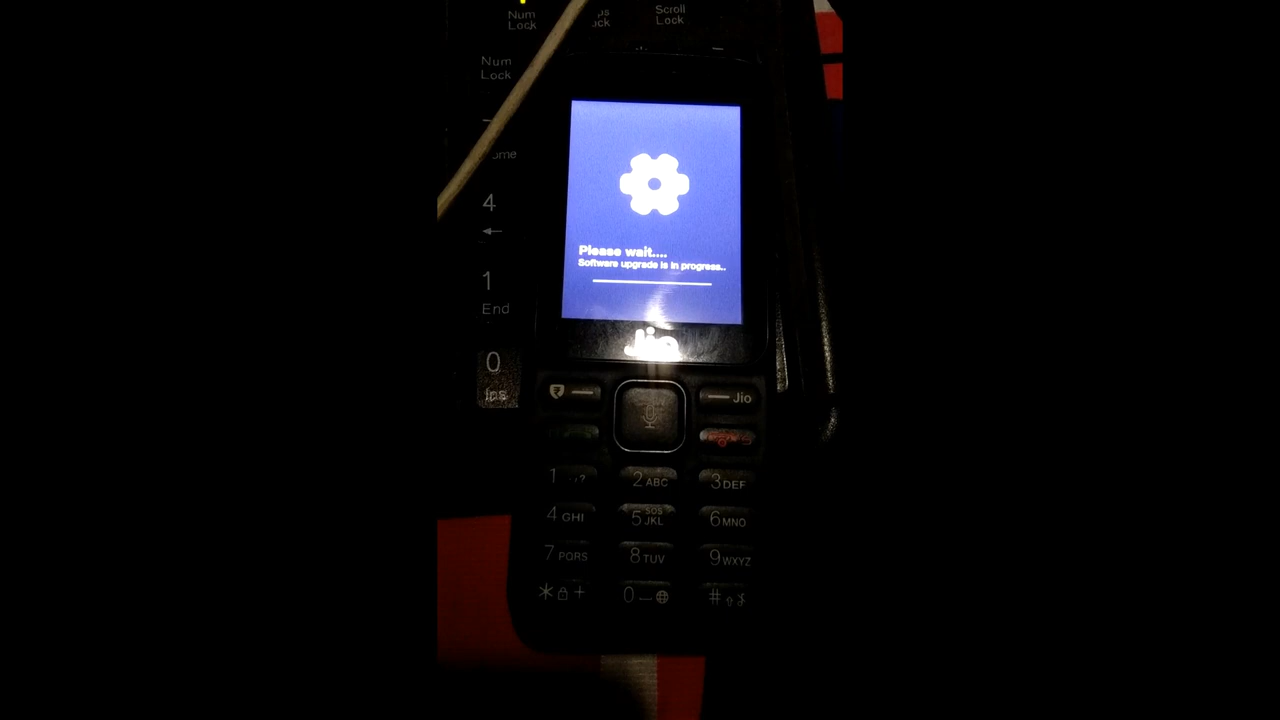 Num
Lock
Scroll
Lock
Num
Lock
4
1
End
0
Ins
Please wait....
Software upgrade is in progress..
Jio
Jio
1
2 ABC
3 DEF
4 GHI
5 SOS JKL
6 MNO
7 PQRS
8 TUV
9 WXYZ
* +
0
#